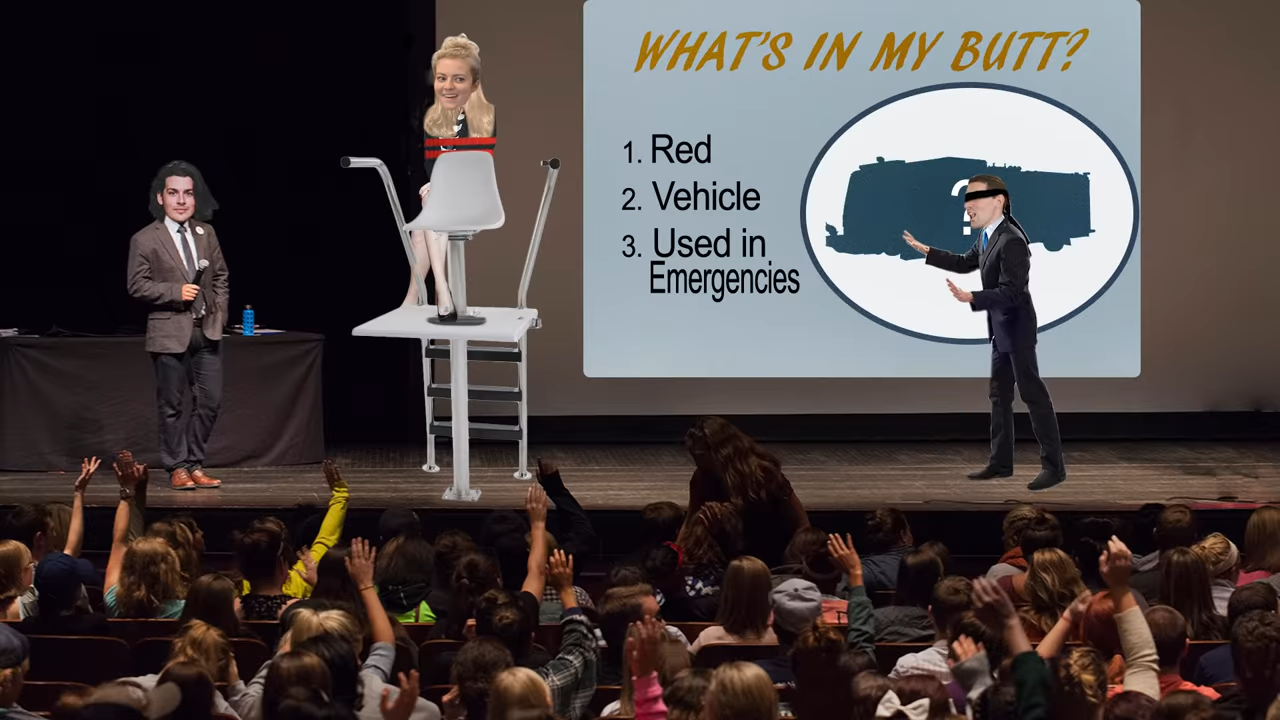 WHAT'S IN MY BUTT?
1. Red
2. Vehicle
3. Used in
Emergencies
?